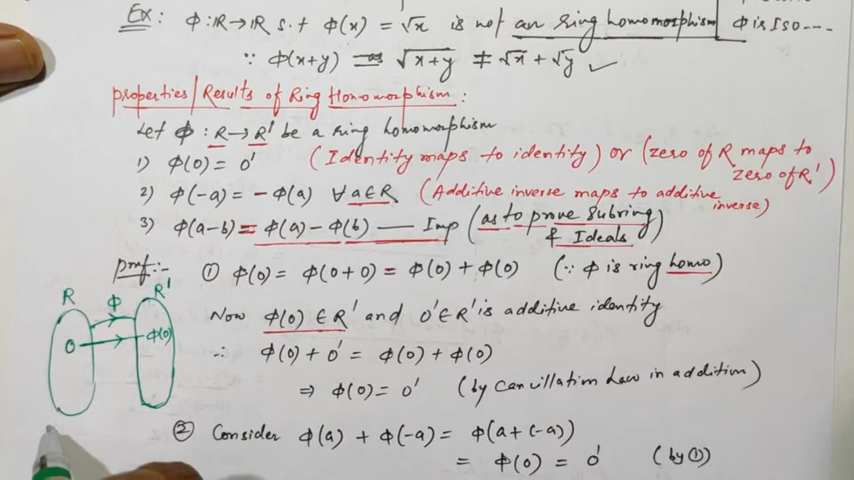 Ex: ϕ : R → R s.t ϕ(x) = √x is not an ring homomorphism ϕ is Iso ----
∵ ϕ(x+y) = √(x+y) ≠ √x + √y ✓
properties/Results of Ring Homomorphism :
Let ϕ : R → R' be a ring homomorphism
1) ϕ(0) = 0' (Identity maps to identity) or (zero of R maps to zero of R')
2) ϕ(-a) = -ϕ(a) ∀ a ∈ R (Additive inverse maps to additive inverse)
3) ϕ(a-b) = ϕ(a) - ϕ(b) — Imp (as to prove Subring & Ideals)
prof:- ① ϕ(0) = ϕ(0+0) = ϕ(0) + ϕ(0) (∵ ϕ is ring homo)
R ϕ R'
0 ϕ(0)
Now ϕ(0) ∈ R' and 0' ∈ R' is additive identity
∴ ϕ(0) + 0' = ϕ(0) + ϕ(0)
⇒ ϕ(0) = 0' (by Cancillation Law in addition)
② Consider ϕ(a) + ϕ(-a) = ϕ(a + (-a))
= ϕ(0) = 0' (by ①)